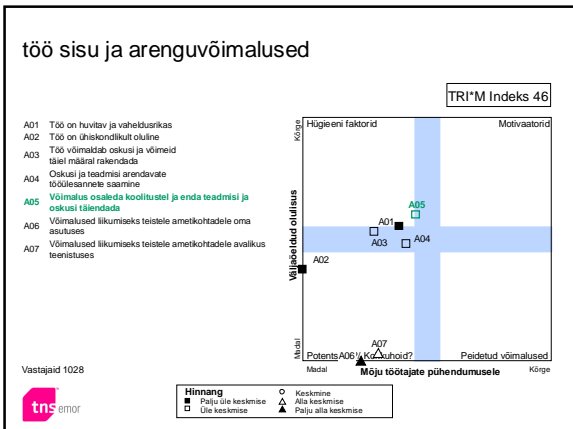 töö sisu ja arenguvõimalused
TRI*M Indeks 46
A01 Töö on huvitav ja vaheldusrikas
A02 Töö on ühiskondlikult oluline
A03 Töö võimaldab oskusi ja võimeid
täiel määral rakendada
A04 Oskusi ja teadmisi arendavate
tööülesannete saamine
A05 Võimalus osaleda koolitustel ja enda teadmisi ja
oskusi täiendada
A06 Võimalused liikumiseks teistele ametikohtadele oma
asutuses
A07 Võimalused liikumiseks teistele ametikohtadele avalikus
teenistuses
Kõrge
Hügieeni faktorid
Motivaatorid
Väljaöeldud olulisus
A05
A01
A03
A04
A02
A07
Madal
Potents
A06
hoid?
Peidetud võimalused
Madal
Mõju töötajate pühendumusele
Kõrge
Vastajaid 1028
tns emor
Hinnang
Palju üle keskmise
Üle keskmise
Keskmine
Alla keskmise
Palju alla keskmise